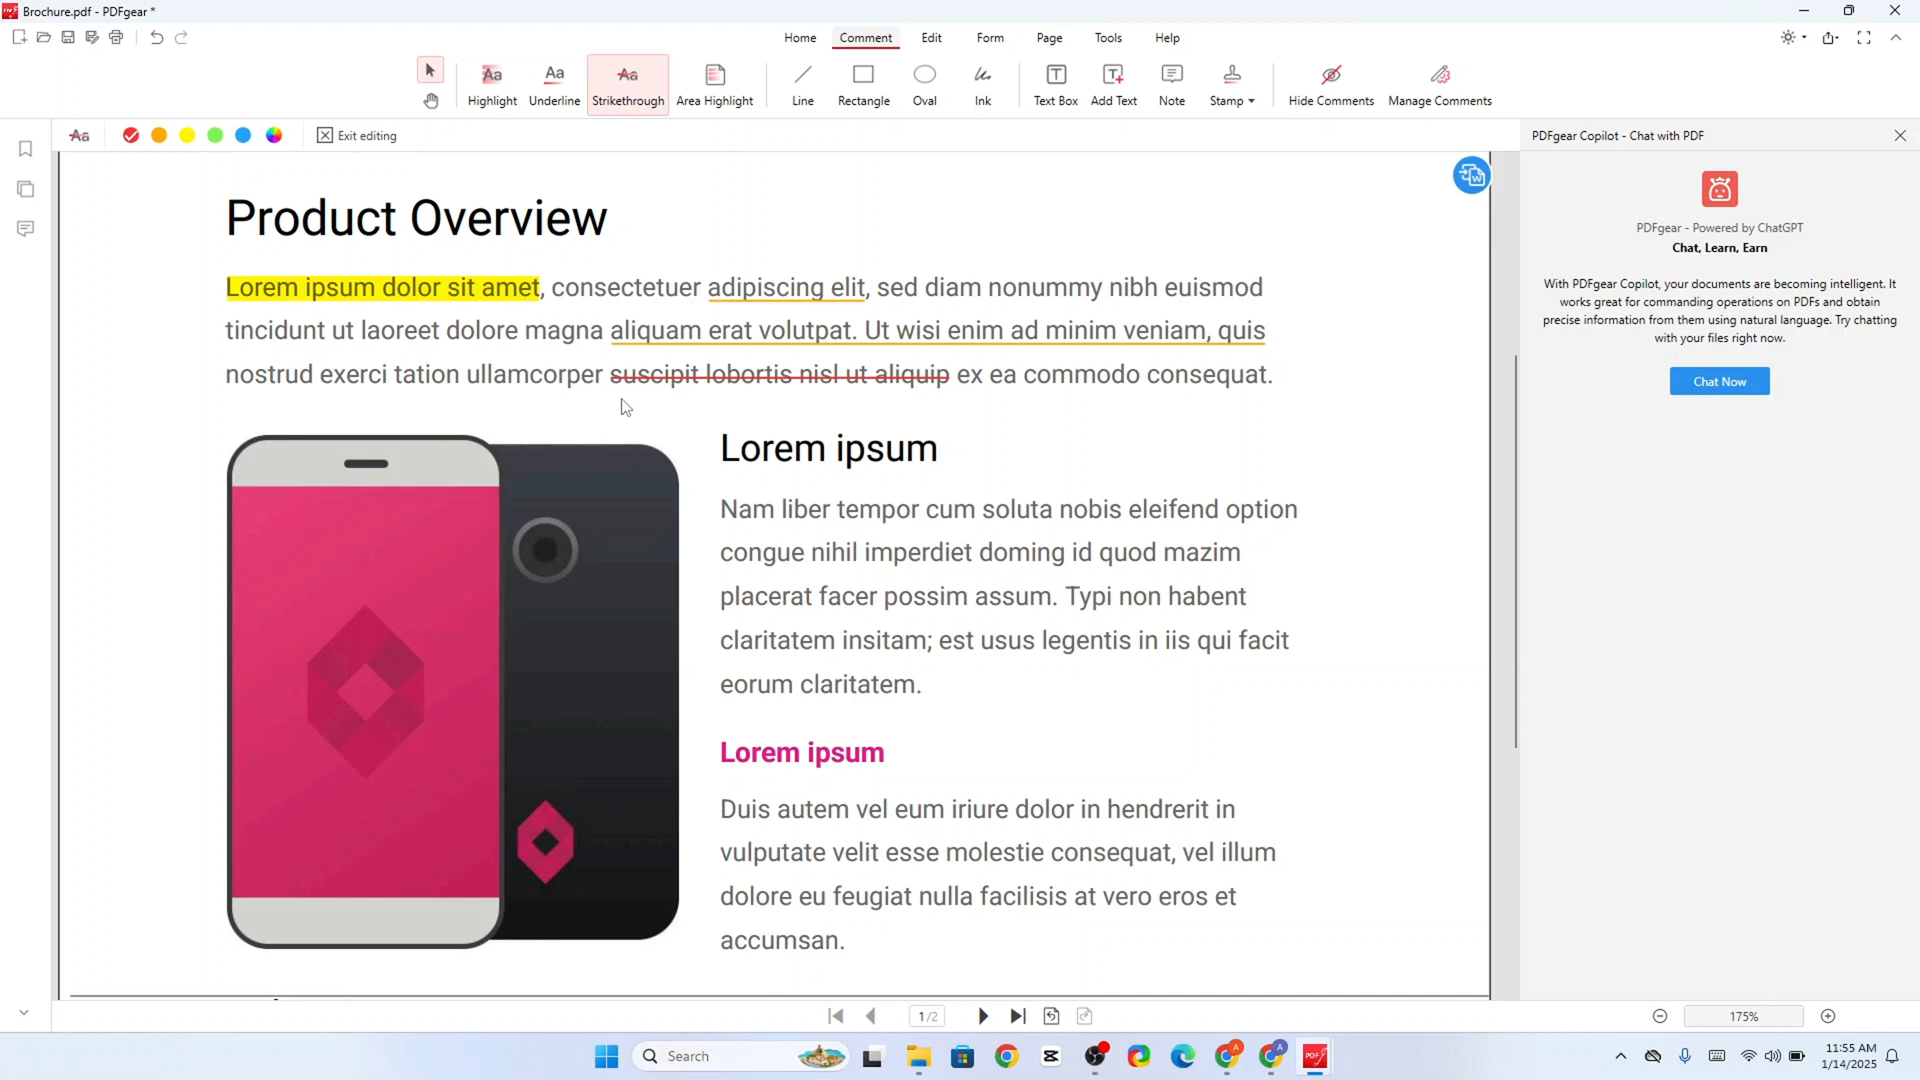 Brochure.pdf - PDFgear *
Home Comment Edit Form Page Tools Help
Highlight Underline Strikethrough Area Highlight Line Rectangle Oval Ink Text Box Add Text Note Stamp Hide Comments Manage Comments
Exit editing
PDFgear Copilot - Chat with PDF
Product Overview
Lorem ipsum dolor sit amet, consectetuer adipiscing elit, sed diam nonummy nibh euismod
tincidunt ut laoreet dolore magna aliquam erat volutpat. Ut wisi enim ad minim veniam, quis
nostrud exerci tation ullamcorper suscipit lobortis nisl ut aliquip ex ea commodo consequat.
Lorem ipsum
Nam liber tempor cum soluta nobis eleifend option
congue nihil imperdiet doming id quod mazim
placerat facer possim assum. Typi non habent
claritatem insitam; est usus legentis in iis qui facit
eorum claritatem.
Lorem ipsum
Duis autem vel eum iriure dolor in hendrerit in
vulputate velit esse molestie consequat, vel illum
dolore eu feugiat nulla facilisis at vero eros et
accumsan.
PDFgear - Powered by ChatGPT
Chat, Learn, Earn
With PDFgear Copilot, your documents are becoming intelligent. It
works great for commanding operations on PDFs and obtain
precise information from them using natural language. Try chatting
with your files right now.
Chat Now
1 /2
175%
Search
11:55 AM
1/14/2025